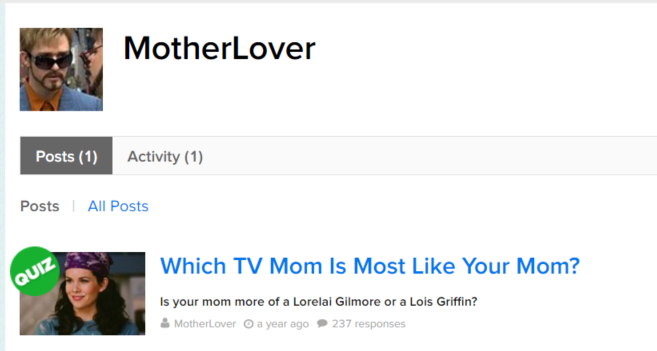 MotherLover
Posts (1) Activity (1)
Posts | All Posts
QUIZ
Which TV Mom Is Most Like Your Mom?
Is your mom more of a Lorelai Gilmore or a Lois Griffin?
MotherLover a year ago 237 responses